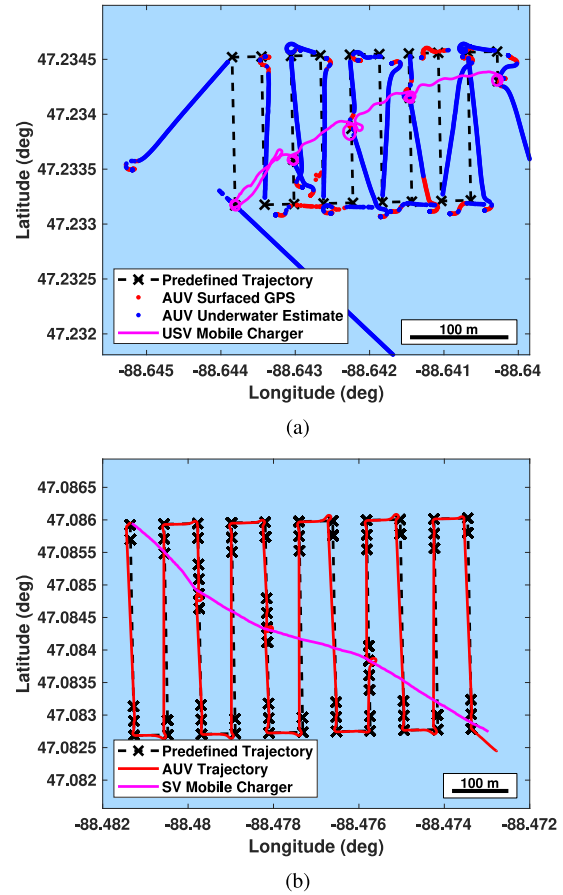 47.2345
47.234
47.2335
47.233
47.2325
47.232
Latitude (deg)
Predefined Trajectory
AUV Surfaced GPS
AUV Underwater Estimate
USV Mobile Charger
100 m
-88.645 -88.644 -88.643 -88.642 -88.641 -88.64
Longitude (deg)
(a)
47.0865
47.086
47.0855
47.085
47.0845
47.084
47.0835
47.083
47.0825
47.082
Latitude (deg)
Predefined Trajectory
AUV Trajectory
SV Mobile Charger
100 m
-88.482 -88.48 -88.478 -88.476 -88.474 -88.472
Longitude (deg)
(b)